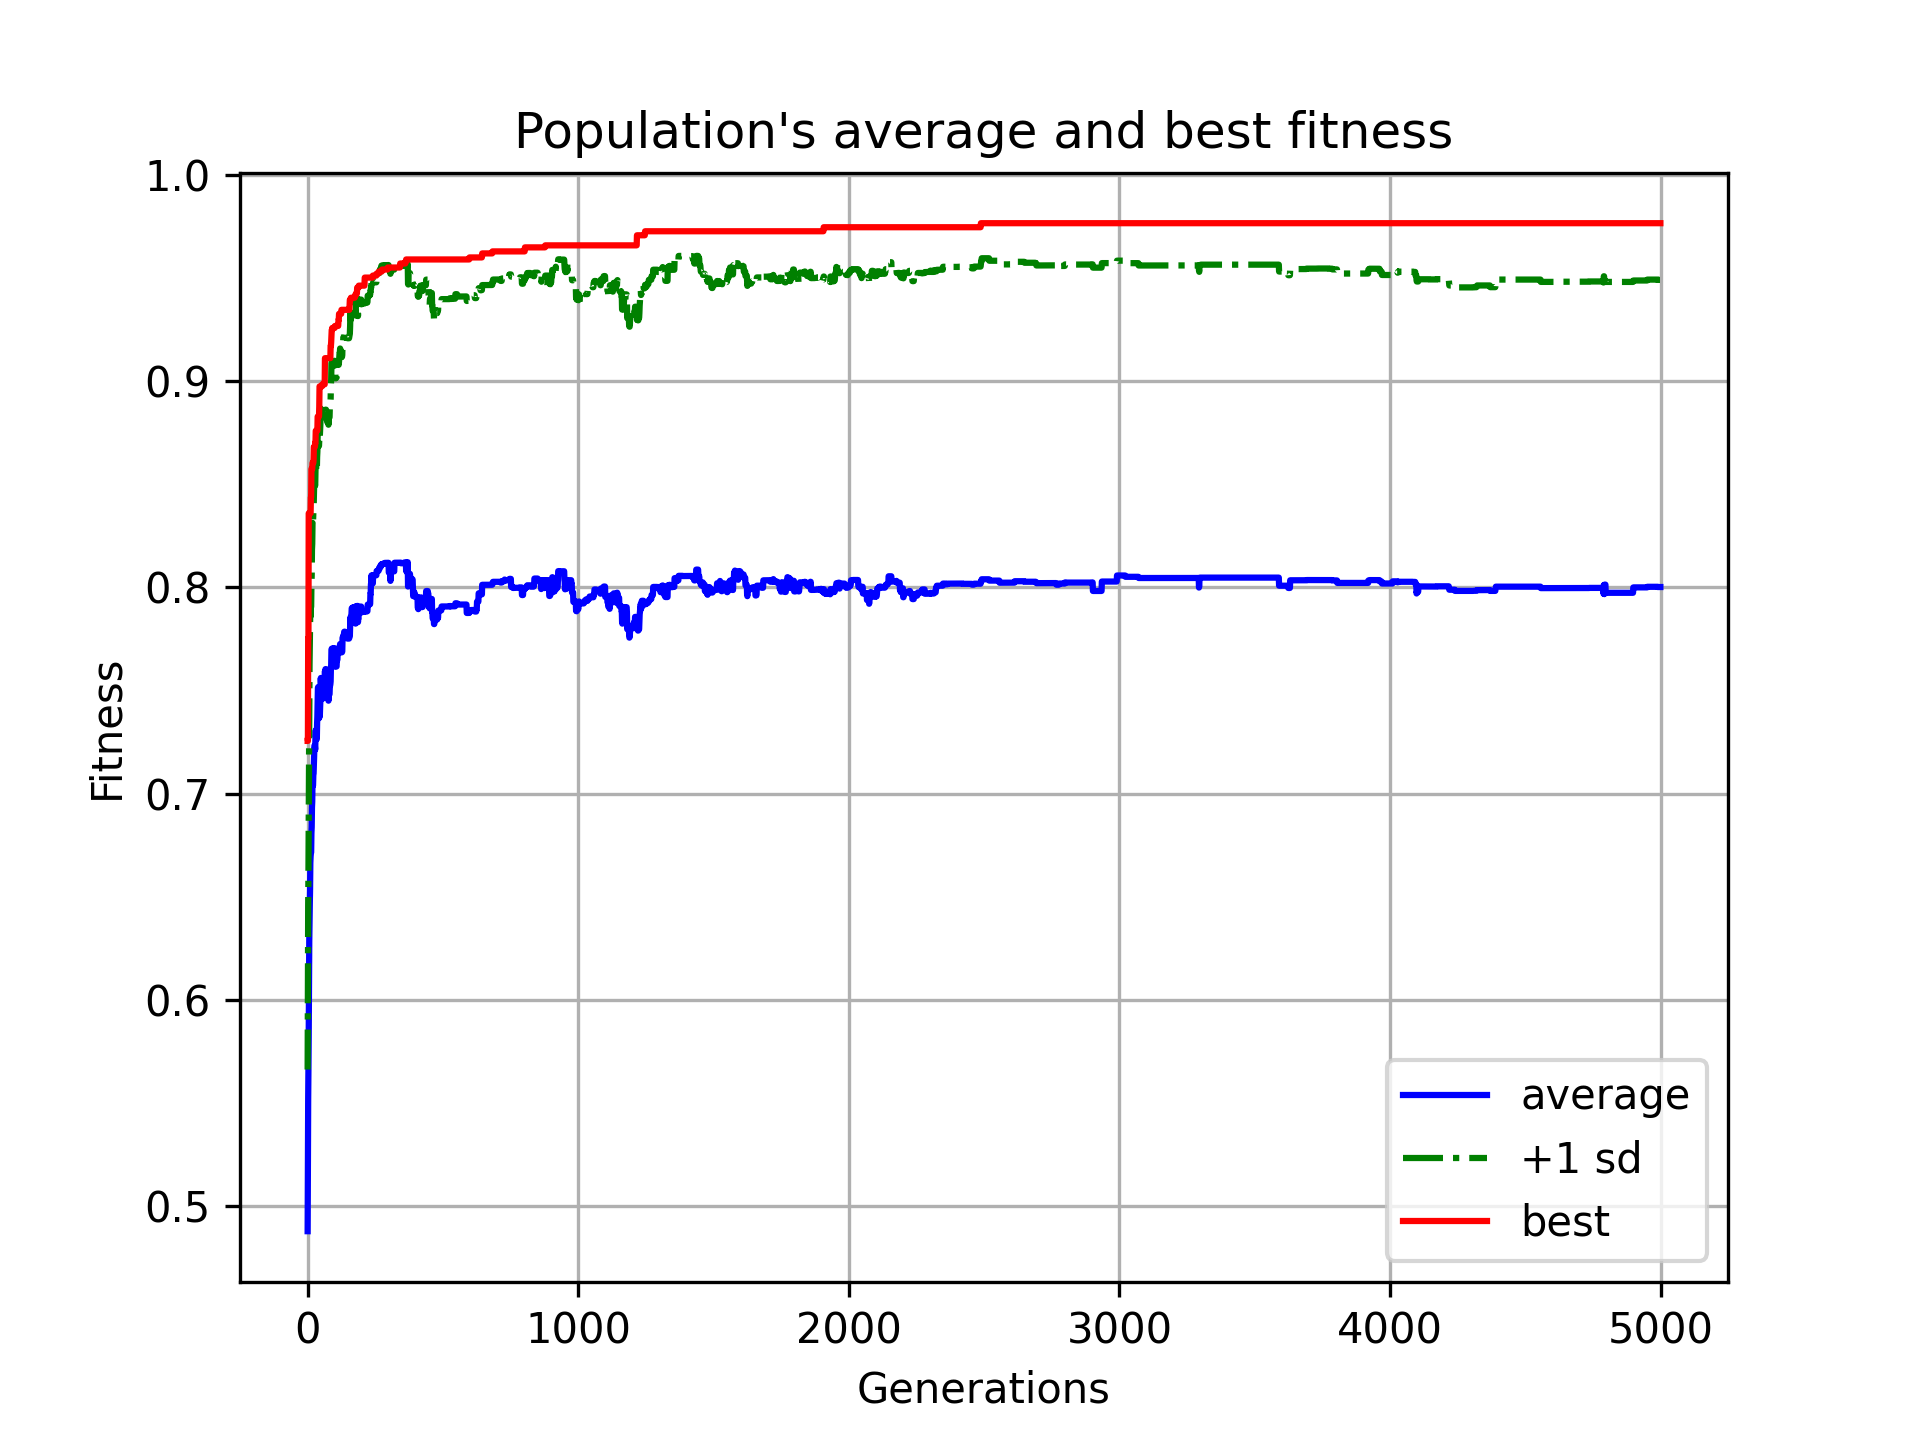 Population's average and best fitness
1.0
0.9
0.8
0.7
0.6
0.5
Fitness
average
+1 sd
best
0 1000 2000 3000 4000 5000
Generations